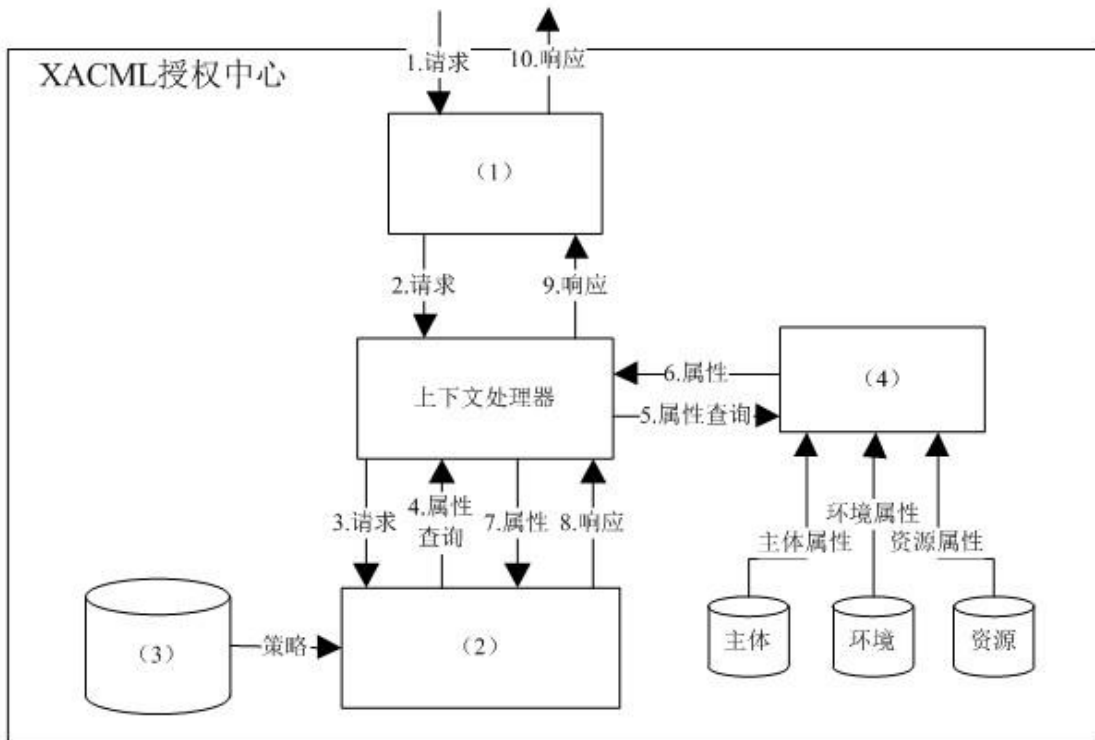 1.请求
10.响应
XACML授权中心
（1）
2.请求
9.响应
上下文处理器
6.属性
（4）
5.属性查询
3.请求
4.属性
查询
7.属性
8.响应
环境属性
主体属性
资源属性
（3）
策略
（2）
主体
环境
资源